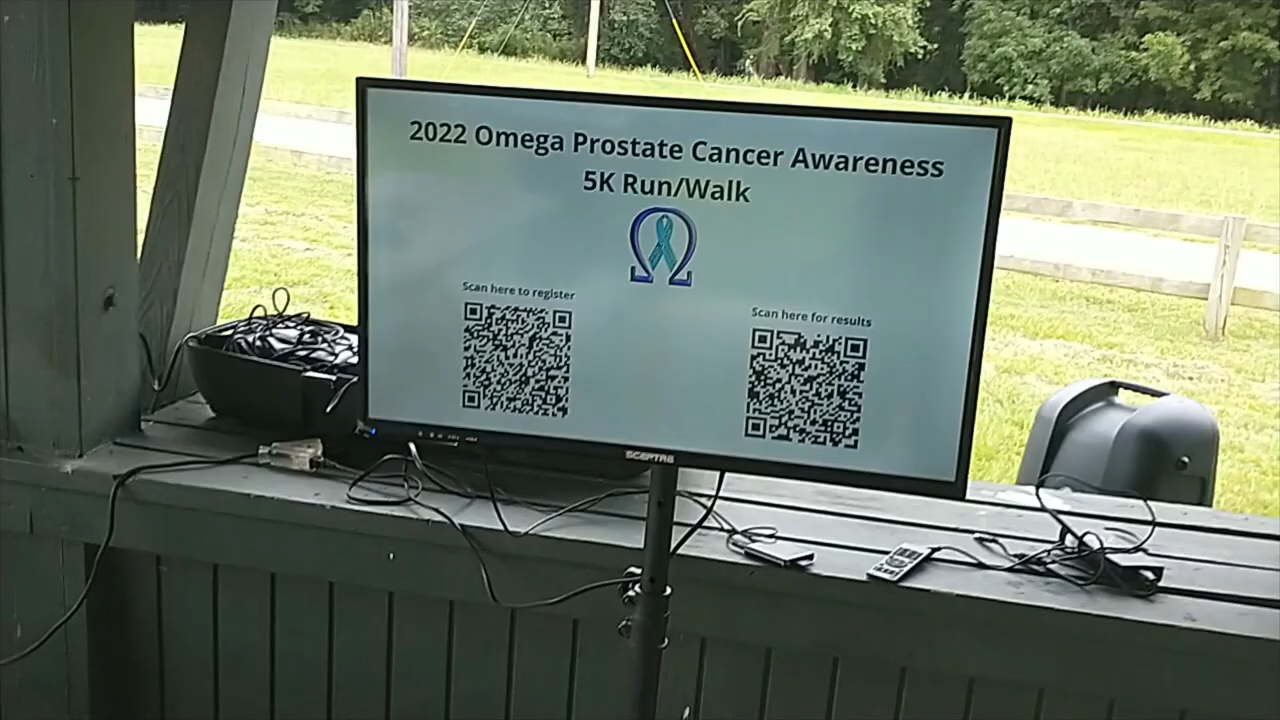 2022 Omega Prostate Cancer Awareness
5K Run/Walk
Scan here to register
Scan here for results
SCEPTRE